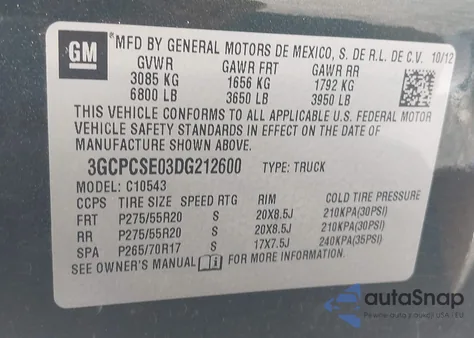 GM
MFD BY GENERAL MOTORS DE MEXICO, S. DE R.L. DE C.V. 10/12
GVWR GAWR FRT GAWR RR
3085 KG 1656 KG 1792 KG
6800 LB 3650 LB 3950 LB
THIS VEHICLE CONFORMS TO ALL APPLICABLE U.S. FEDERAL MOTOR
VEHICLE SAFETY STANDARDS IN EFFECT ON THE DATE OF
MANUFACTURE SHOWN ABOVE.
3GCPCSE03DG212600 TYPE: TRUCK
MODEL: C10543
CCPS TIRE SIZE SPEED RTG RIM COLD TIRE PRESSURE
FRT P275/55R20 S 20X8.5J 210KPA(30PSI)
RR P275/55R20 S 20X8.5J 210KPA(30PSI)
SPA P265/70R17 S 17X7.5J 240KPA(35PSI)
SEE OWNER'S MANUAL FOR MORE INFORMATION.
autoSnap